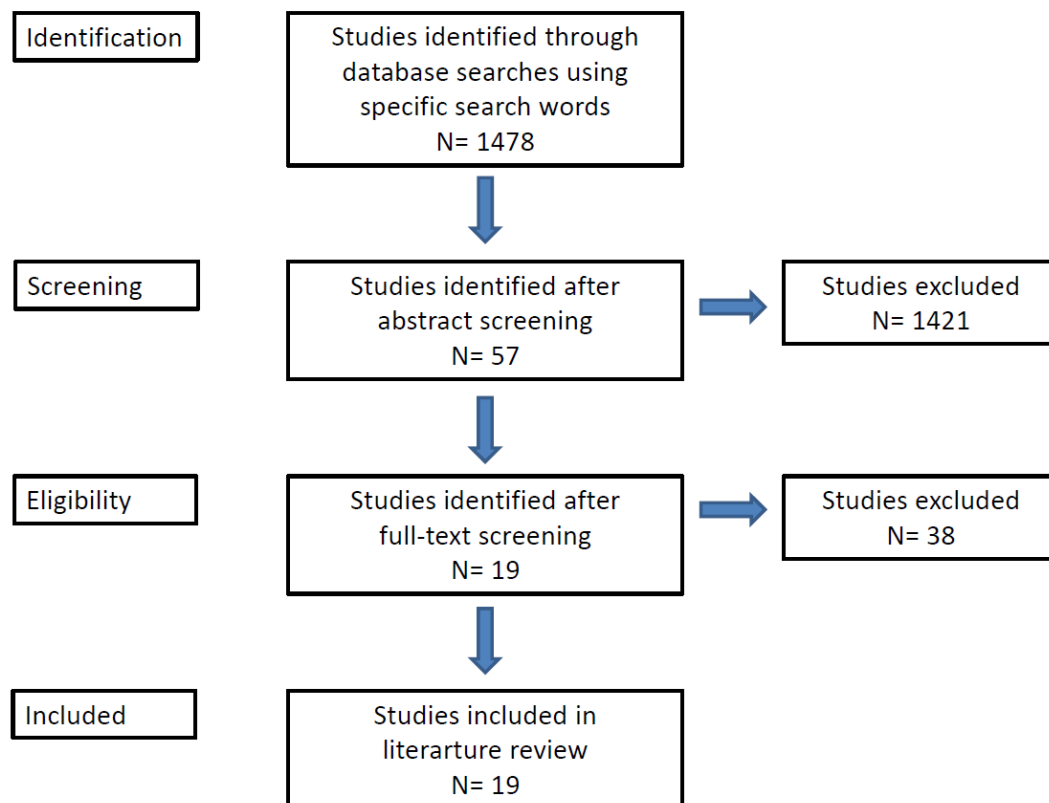 Identification
Studies identified through
database searches using
specific search words
N= 1478
Screening
Studies identified after
abstract screening
N= 57
Studies excluded
N= 1421
Eligibility
Studies identified after
full-text screening
N= 19
Studies excluded
N= 38
Included
Studies included in
literarture review
N= 19